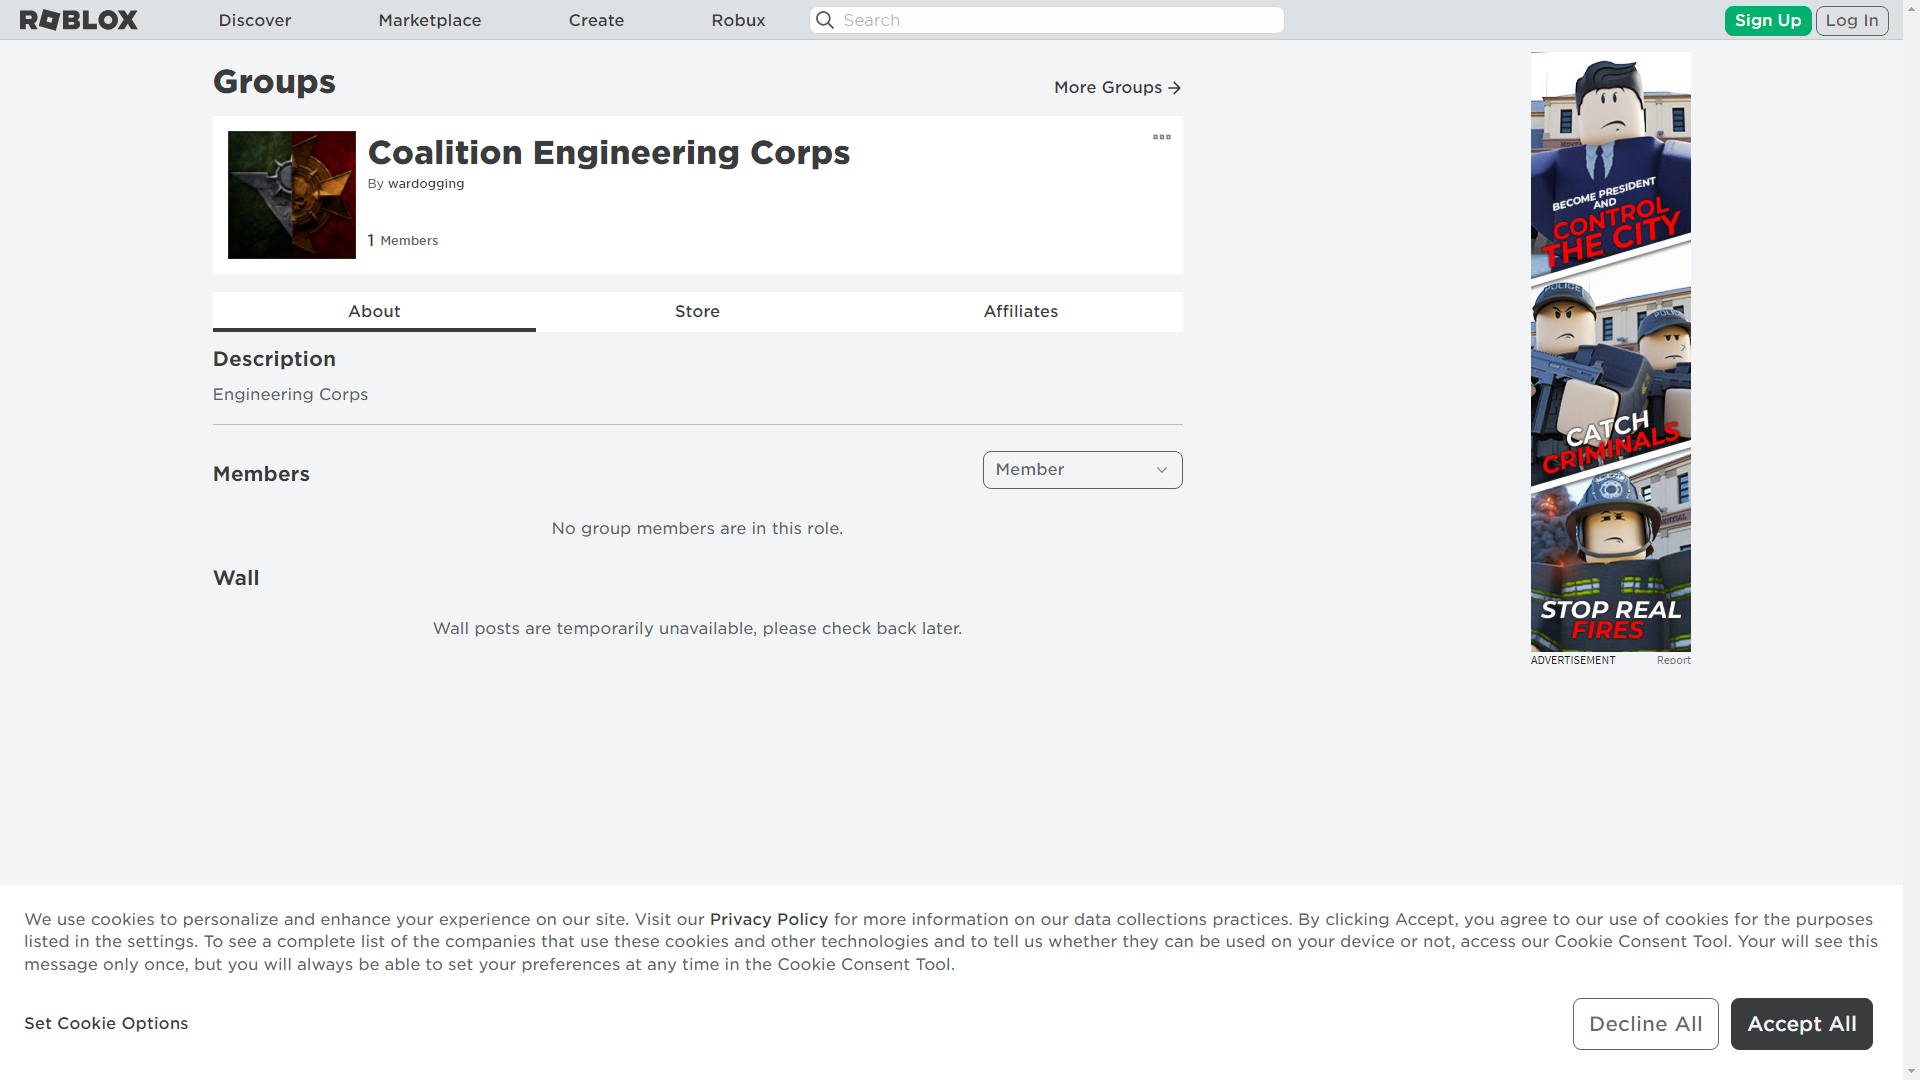 ROBLOX
Discover
Marketplace
Create
Robux
Search
Sign Up
Log In
Groups
More Groups
Coalition Engineering Corps
By wardogging
1 Members
About
Store
Affiliates
Description
Engineering Corps
Members
Member
No group members are in this role.
Wall
Wall posts are temporarily unavailable, please check back later.
BECOME PRESIDENT
AND
CONTROL
THE CITY
POLICE
CATCH
CRIMINALS
STOP REAL
FIRES
ADVERTISEMENT
Report
We use cookies to personalize and enhance your experience on our site. Visit our Privacy Policy for more information on our data collections practices. By clicking Accept, you agree to our use of cookies for the purposes
listed in the settings. To see a complete list of the companies that use these cookies and other technologies and to tell us whether they can be used on your device or not, access our Cookie Consent Tool. Your will see this
message only once, but you will always be able to set your preferences at any time in the Cookie Consent Tool.
Set Cookie Options
Decline All
Accept All